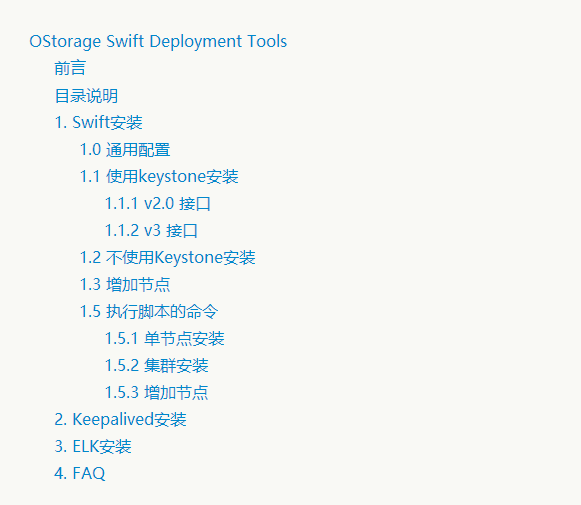 OStorage Swift Deployment Tools
前言
目录说明
1. Swift安装
1.0 通用配置
1.1 使用keystone安装
1.1.1 v2.0 接口
1.1.2 v3 接口
1.2 不使用Keystone安装
1.3 增加节点
1.5 执行脚本的命令
1.5.1 单节点安装
1.5.2 集群安装
1.5.3 增加节点
2. Keepalived安装
3. ELK安装
4. FAQ